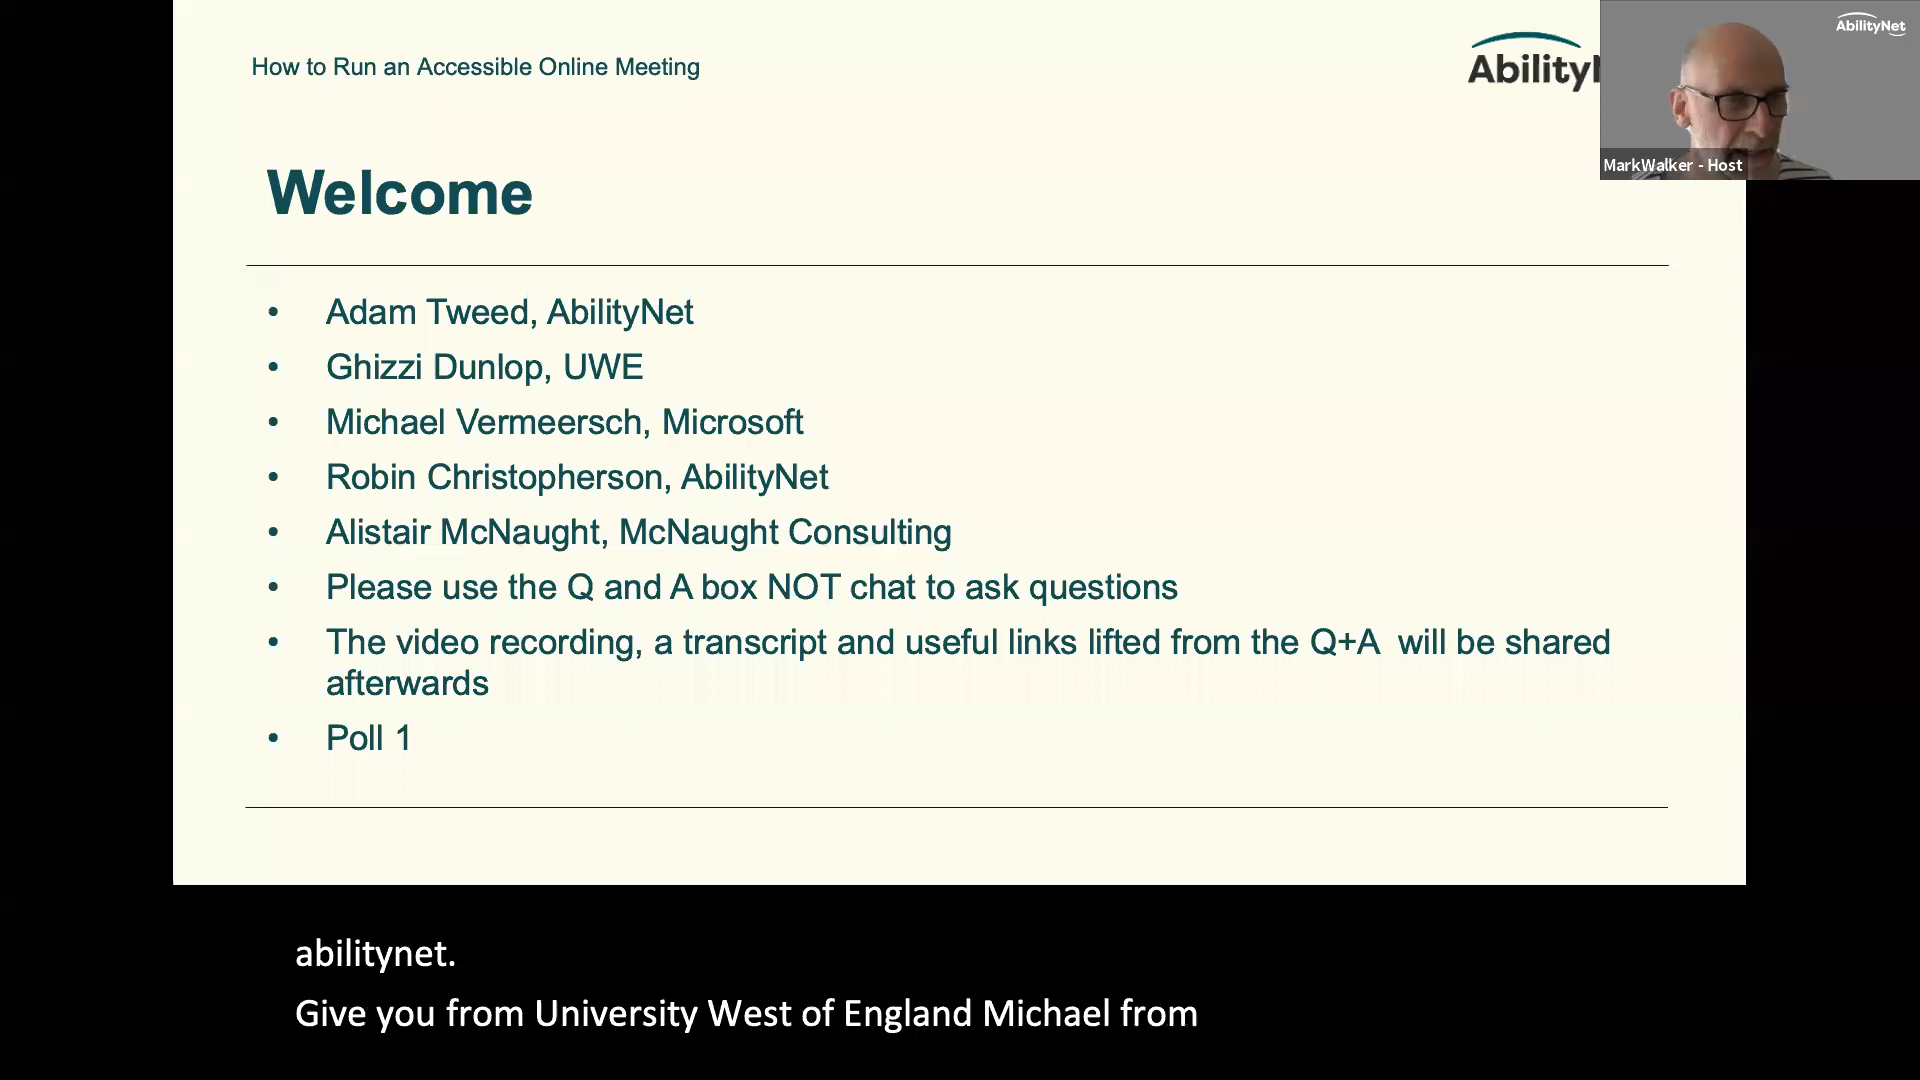 How to Run an Accessible Online Meeting
Ability
AbilityNet
MarkWalker - Host
Welcome
• Adam Tweed, AbilityNet
• Ghizzi Dunlop, UWE
• Michael Vermeersch, Microsoft
• Robin Christopherson, AbilityNet
• Alistair McNaught, McNaught Consulting
• Please use the Q and A box NOT chat to ask questions
• The video recording, a transcript and useful links lifted from the Q+A will be shared
afterwards
• Poll 1
abilitynet.
Give you from University West of England Michael from